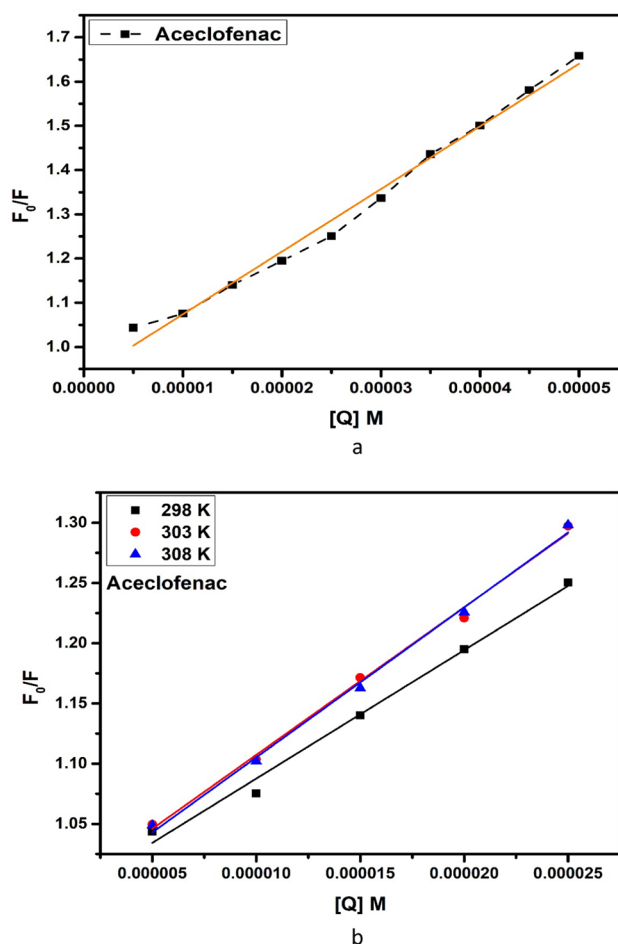 Aceclofenac
1.7
1.6
1.5
1.4
1.3
1.2
1.1
1.0
F0/F
0.00000 0.00001 0.00002 0.00003 0.00004 0.00005
[Q] M
a
298 K
303 K
308 K
Aceclofenac
1.30
1.25
1.20
1.15
1.10
1.05
F0/F
0.000005 0.000010 0.000015 0.000020 0.000025
[Q] M
b